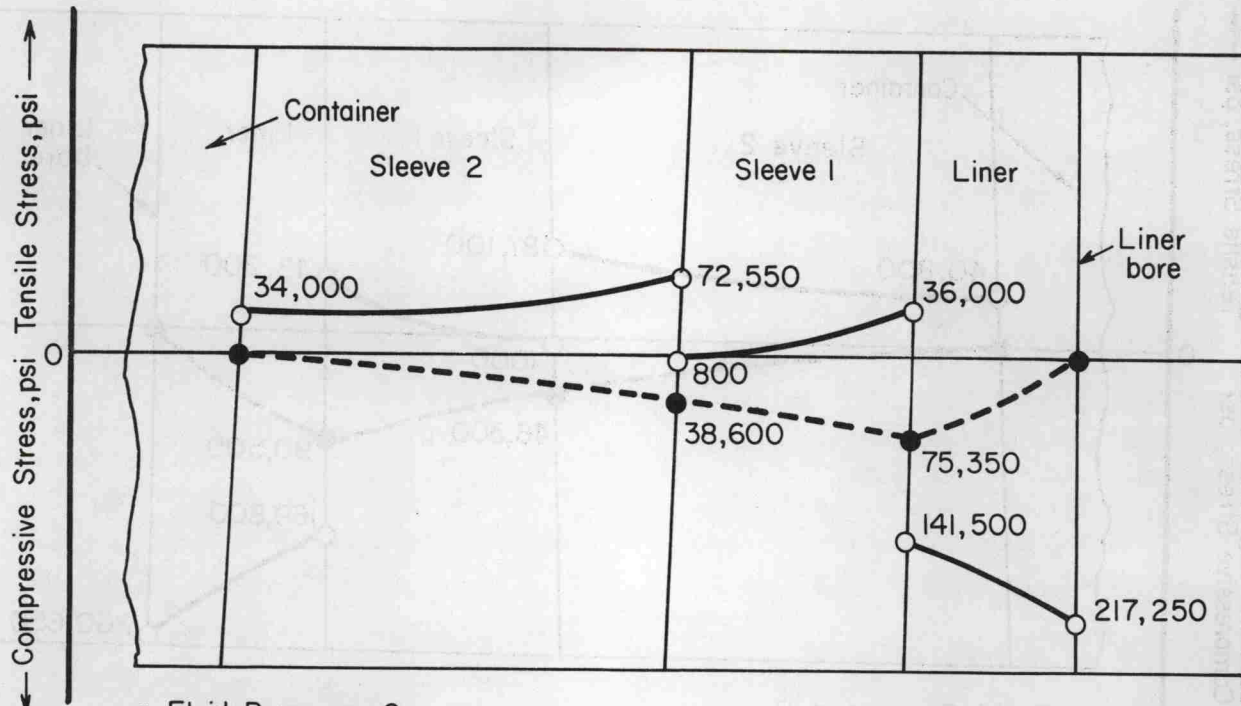 ← Compressive Stress, psi Tensile Stress, psi →
Container
Sleeve 2
Sleeve 1
Liner
Liner
bore
34,000
72,550
36,000
0
800
38,600
75,350
141,500
217,250